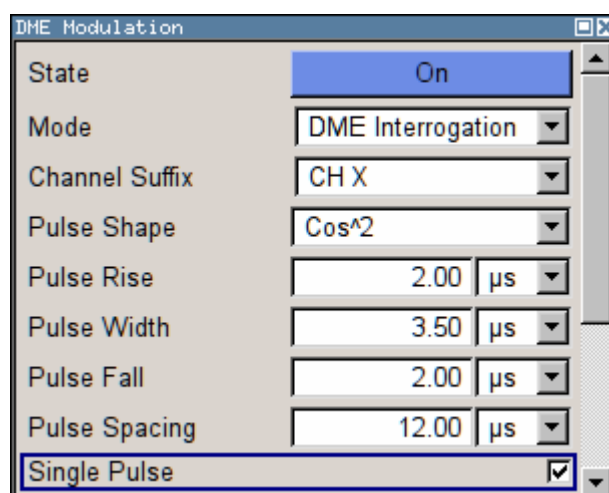 DME Modulation
State On
Mode DME Interrogation
Channel Suffix CH X
Pulse Shape Cos^2
Pulse Rise 2.00 µs
Pulse Width 3.50 µs
Pulse Fall 2.00 µs
Pulse Spacing 12.00 µs
Single Pulse